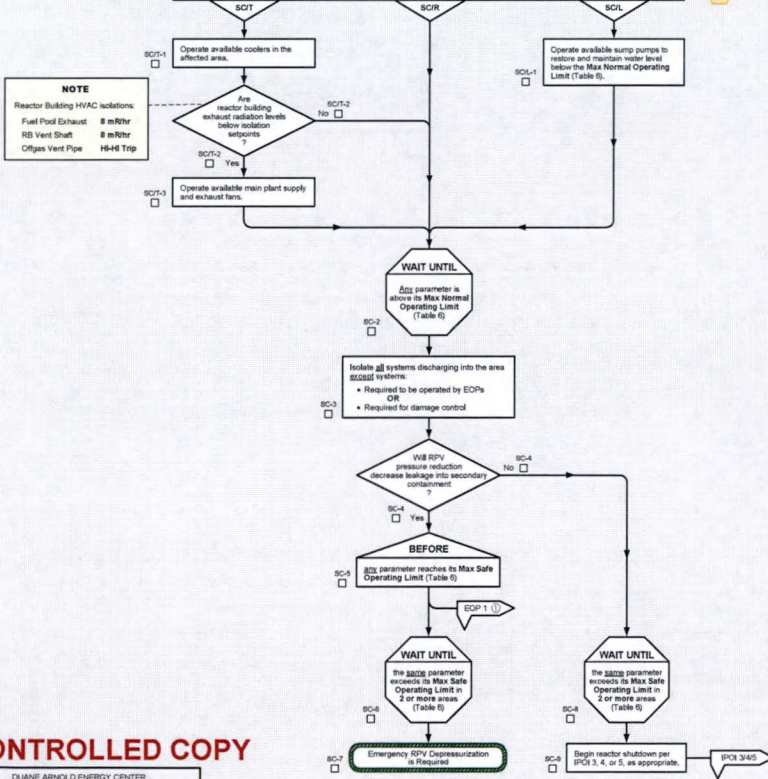 SC/T
SC/R
SC/L
SC/T-1
Operate available coolers in the
affected area.
SC/L-1
Operate available sump pumps to
restore and maintain water level
below the Max Normal Operating
Limit (Table 6).
NOTE
Reactor Building HVAC isolations:
Fuel Pool Exhaust 8 mR/hr
RB Vent Shaft 8 mR/hr
Offgas Vent Pipe HI-HI Trip
Are
reactor building
exhaust radiation levels
below isolation
setpoints
?
SC/T-2
No
SC/T-2
Yes
SC/T-3
Operate available main plant supply
and exhaust fans.
WAIT UNTIL
Any parameter is
above its Max Normal
Operating Limit
(Table 6)
SC-2
Isolate all systems discharging into the area
except systems:
• Required to be operated by EOPs
OR
• Required for damage control
SC-3
Will RPV
pressure reduction
decrease leakage into secondary
containment
?
SC-4
No
SC-4
Yes
BEFORE
any parameter reaches its Max Safe
Operating Limit (Table 6)
SC-5
EOP 1 ①
WAIT UNTIL
the same parameter
exceeds its Max Safe
Operating Limit in
2 or more areas
(Table 6)
SC-6
WAIT UNTIL
the same parameter
exceeds its Max Safe
Operating Limit in
2 or more areas
(Table 6)
SC-8
SC-7
Emergency RPV Depressurization
is Required
SC-9
Begin reactor shutdown per
IPOI 3, 4, or 5, as appropriate.
IPOI 3/4/5
ONTROLLED COPY
DUANE ARNOLD ENERGY CENTER